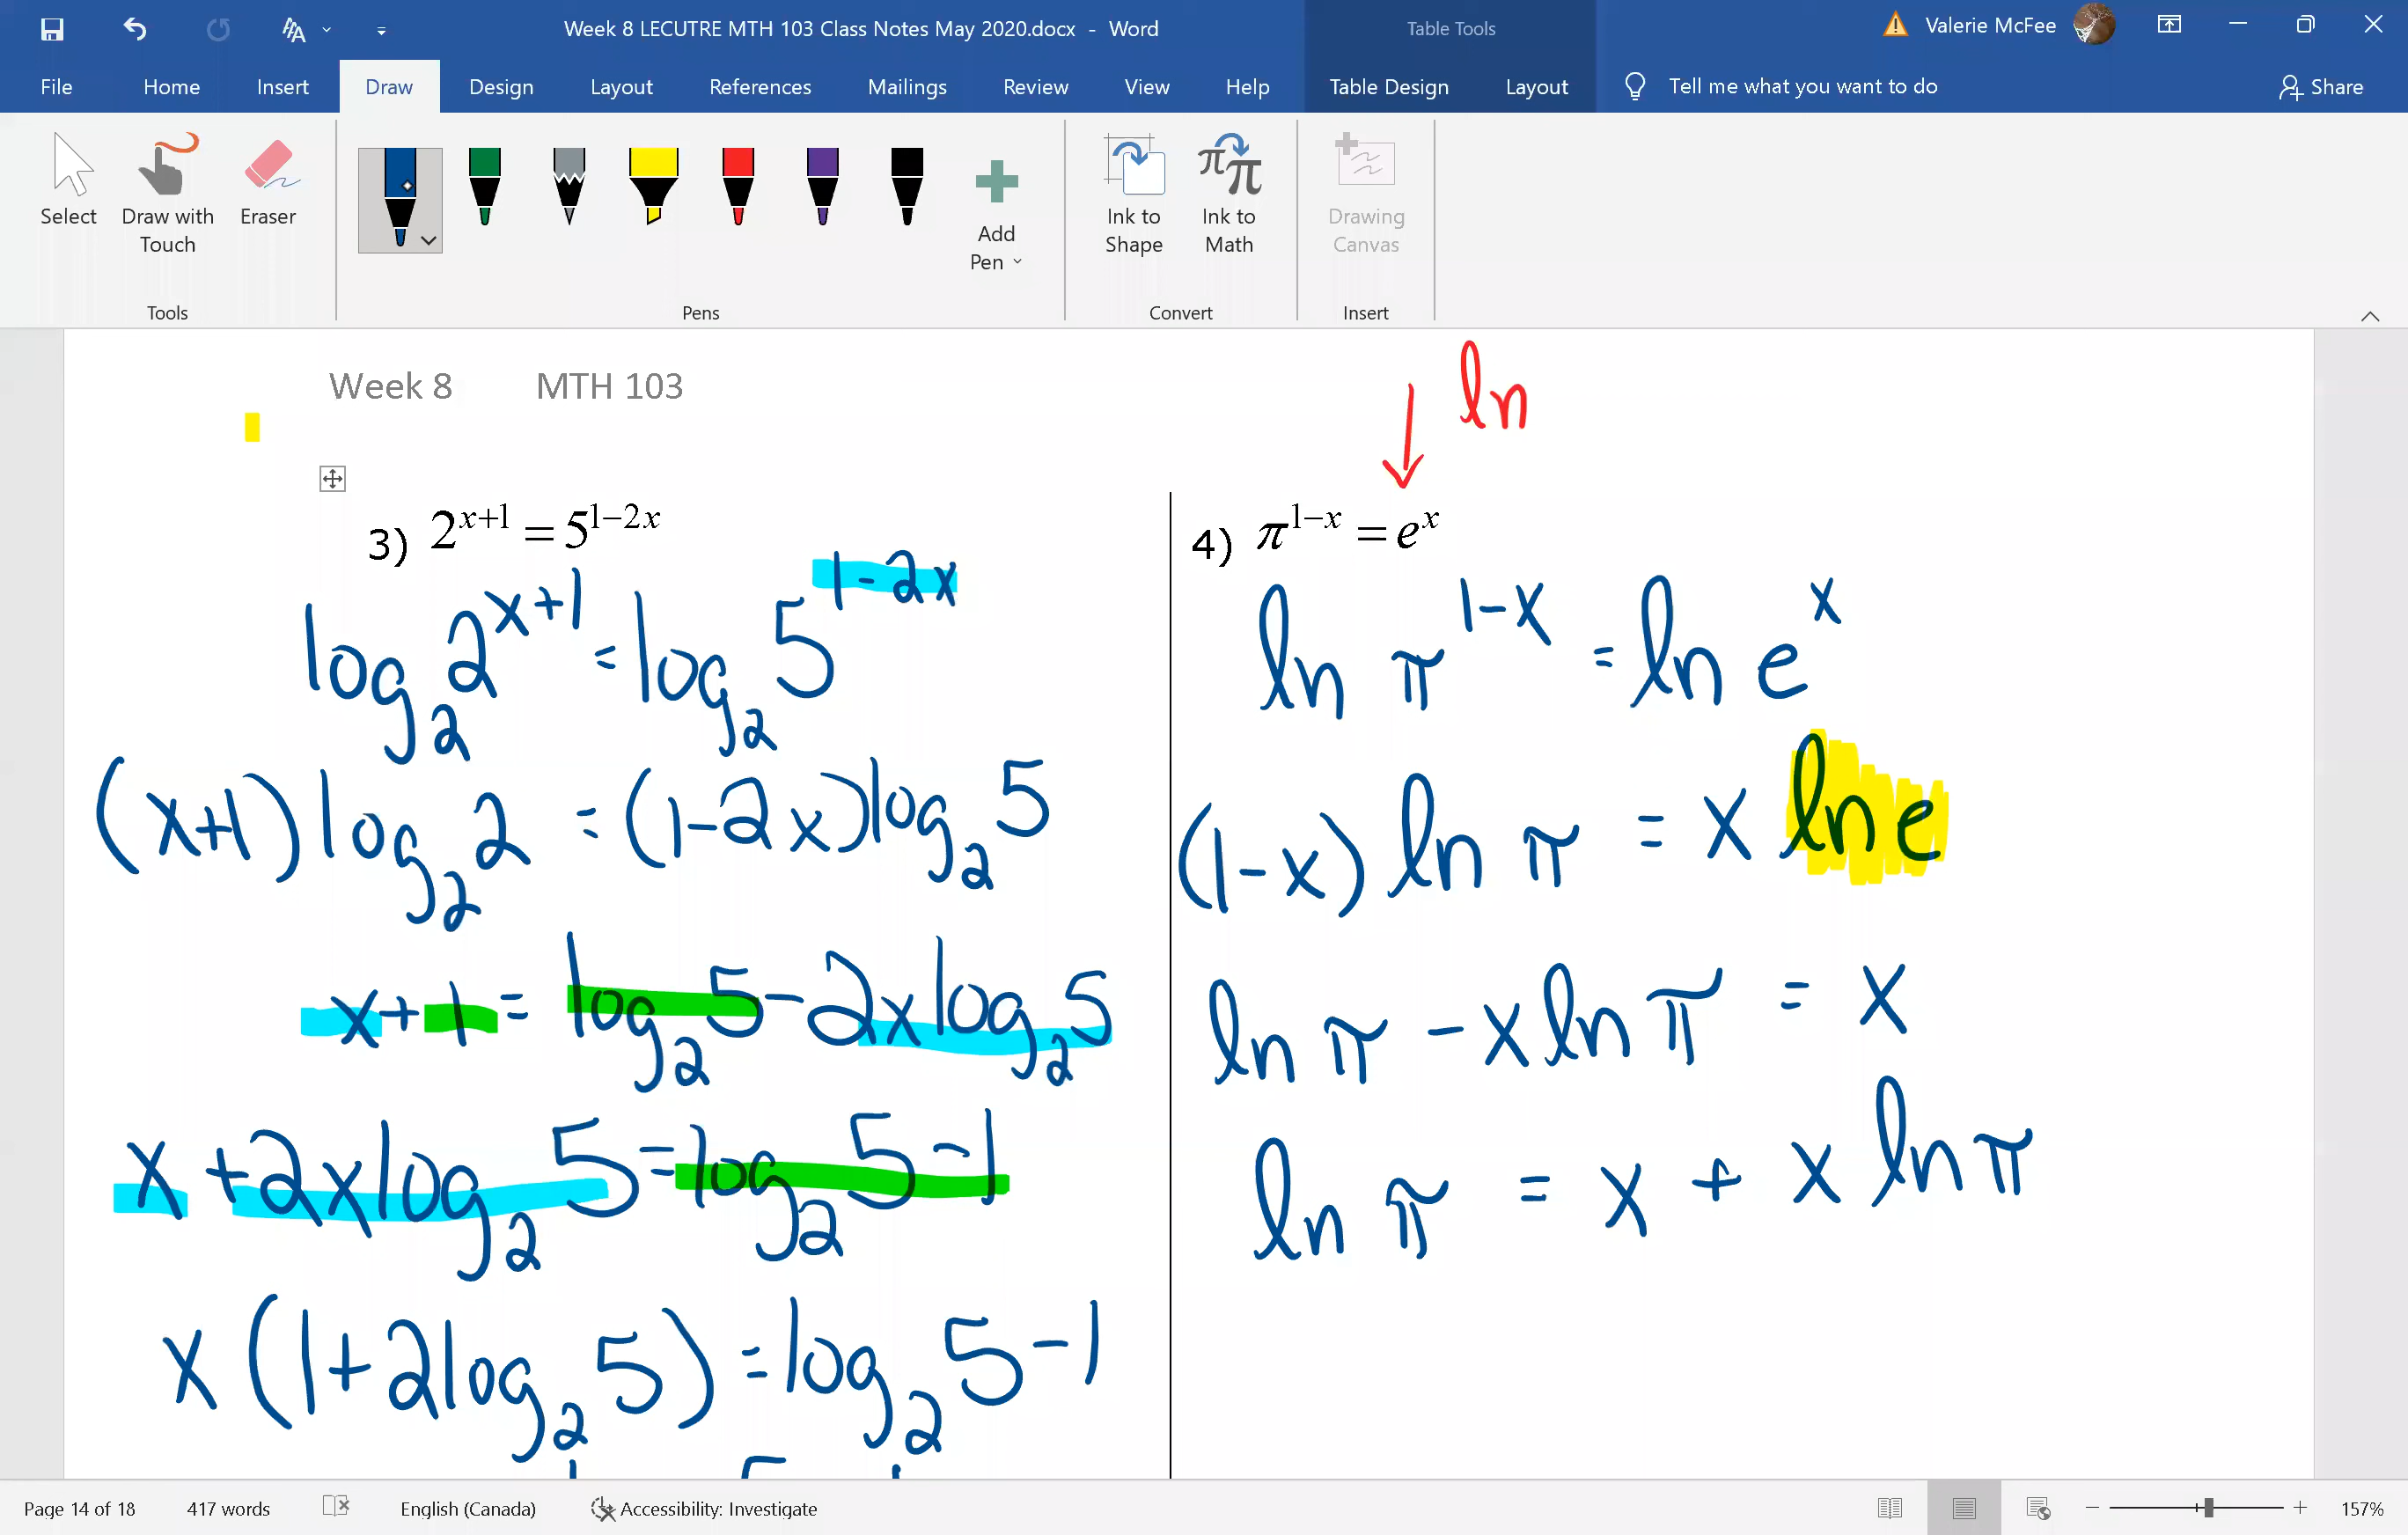 Week 8 LECUTRE MTH 103 Class Notes May 2020.docx - Word
Table Tools
Valerie McFee
File Home Insert Draw Design Layout References Mailings Review View Help Table Design Layout Tell me what you want to do Share
Select
Draw with Touch
Eraser
Add Pen
Ink to Shape
Ink to Math
Drawing Canvas
Tools
Pens
Convert
Insert
Week 8 MTH 103
3) 2^{x+1} = 5^{1-2x}
log₂ 2^{x+1} = log₂ 5^{1-2x}
(x+1) log₂ 2 = (1-2x) log₂ 5
x + 1 = log₂ 5 - 2x log₂ 5
x + 2x log₂ 5 = log₂ 5 - 1
x (1 + 2 log₂ 5) = log₂ 5 - 1
ln
4) π^{1-x} = e^x
ln π^{1-x} = ln e^x
(1-x) ln π = x ln e
ln π - x ln π = x
ln π = x + x ln π
Page 14 of 18 417 words English (Canada) Accessibility: Investigate 157%